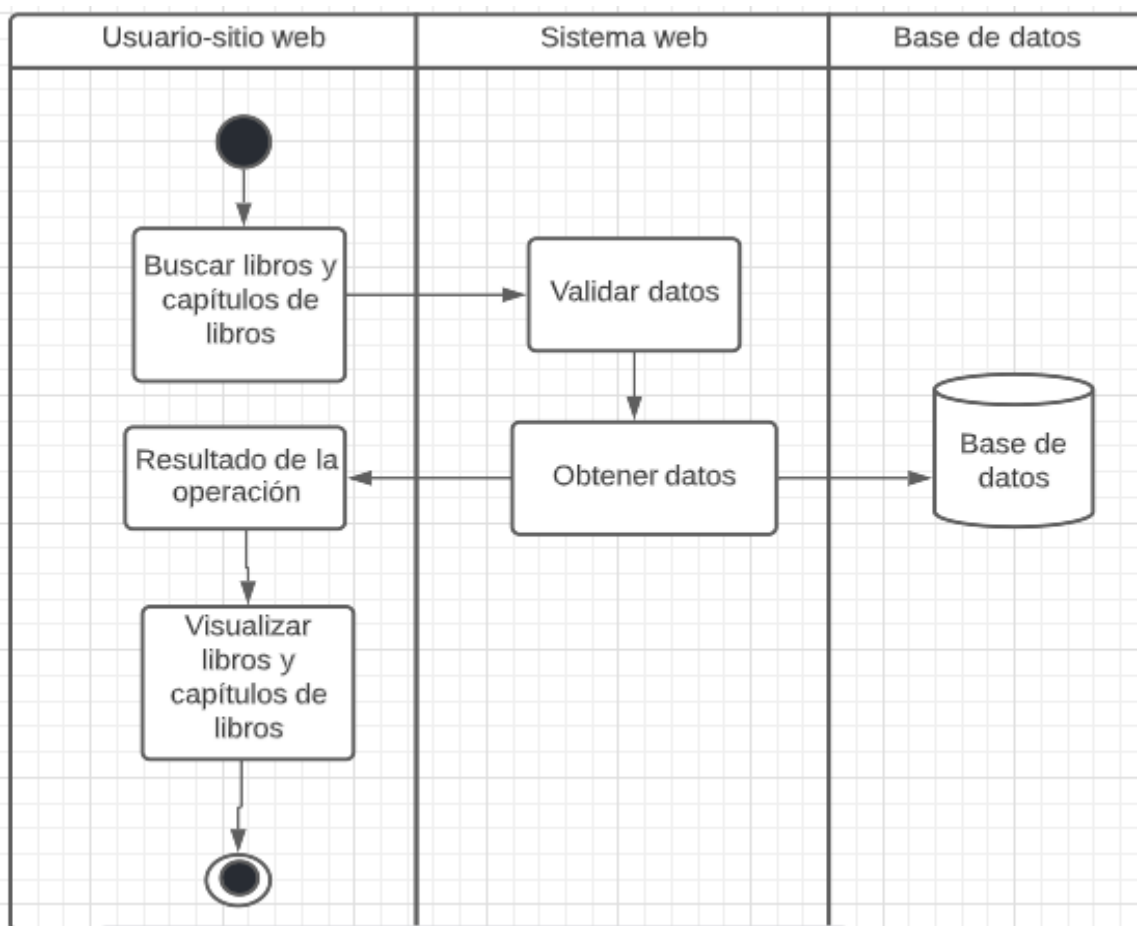 Usuario-sitio web
Sistema web
Base de datos
Buscar libros y
capítulos de
libros
Validar datos
Resultado de la
operación
Obtener datos
Base de
datos
Visualizar
libros y
capítulos de
libros